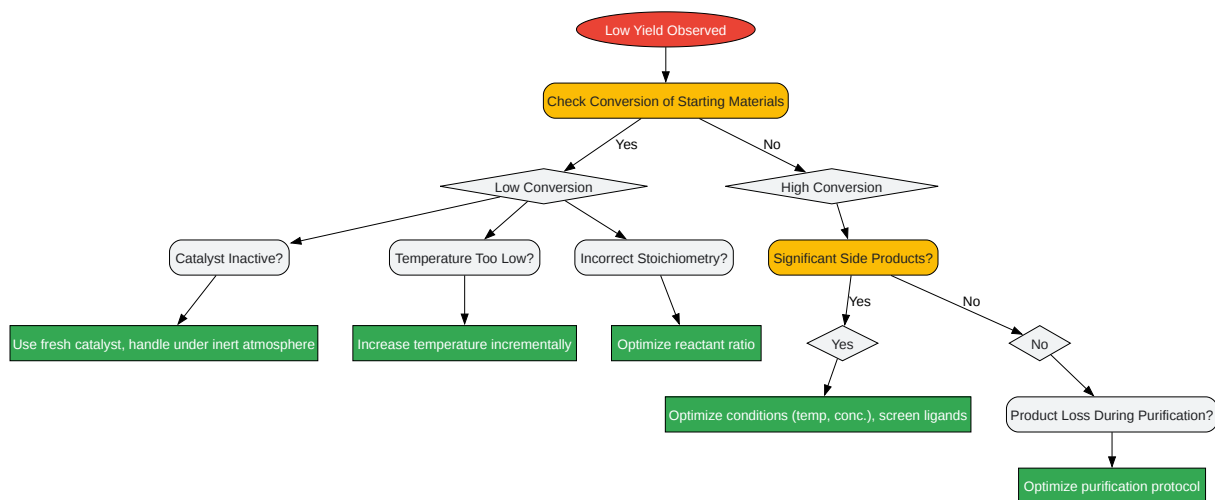 Low Yield Observed
Check Conversion of Starting Materials
Yes
No
Low Conversion
High Conversion
Catalyst Inactive?
Temperature Too Low?
Incorrect Stoichiometry?
Significant Side Products?
Yes
No
Use fresh catalyst, handle under inert atmosphere
Increase temperature incrementally
Optimize reactant ratio
Yes
No
Optimize conditions (temp, conc.), screen ligands
Product Loss During Purification?
Optimize purification protocol